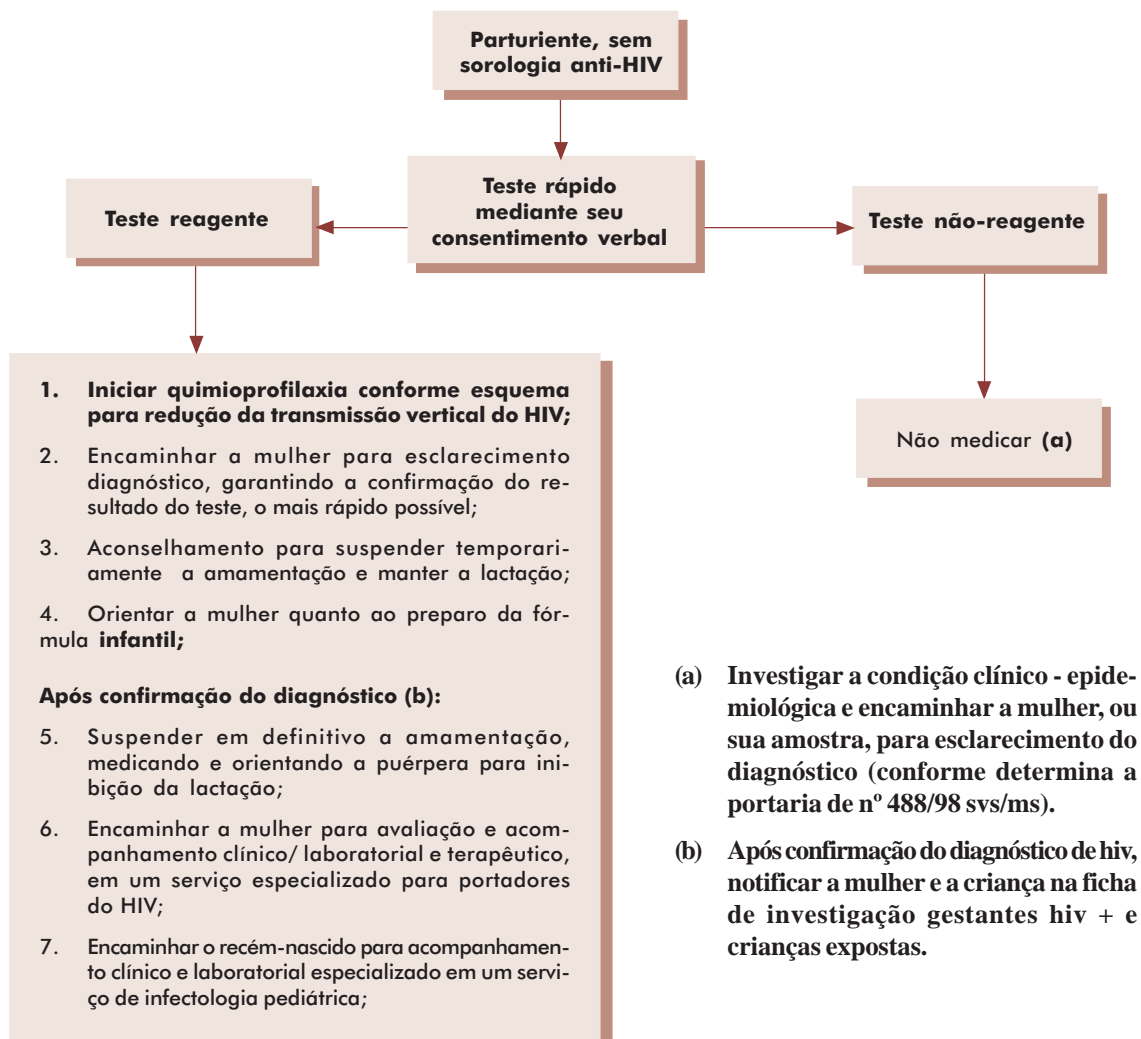 Parturiente, sem
sorologia anti-HIV
Teste rápido
mediante seu
consentimento verbal
Teste reagente
Teste não-reagente
1. Iniciar quimioprofilaxia conforme esquema
para redução da transmissão vertical do HIV;
2. Encaminhar a mulher para esclarecimento
diagnóstico, garantindo a confirmação do re-
sultado do teste, o mais rápido possível;
3. Aconselhamento para suspender temporari-
amente a amamentação e manter a lactação;
4. Orientar a mulher quanto ao preparo da fór-
mula infantil;
Após confirmação do diagnóstico (b):
5. Suspender em definitivo a amamentação,
medicando e orientando a puérpera para ini-
bição da lactação;
6. Encaminhar a mulher para avaliação e acom-
panhamento clínico/ laboratorial e terapêutico,
em um serviço especializado para portadores
do HIV;
7. Encaminhar o recém-nascido para acompanhamen-
to clínico e laboratorial especializado em um servi-
ço de infectologia pediátrica;
Não medicar (a)
(a) Investigar a condição clínico - epide-
miológica e encaminhar a mulher, ou
sua amostra, para esclarecimento do
diagnóstico (conforme determina a
portaria de nº 488/98 svs/ms).
(b) Após confirmação do diagnóstico de hiv,
notificar a mulher e a criança na ficha
de investigação gestantes hiv + e
crianças expostas.